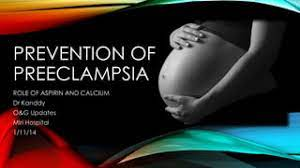 PREVENTION OF
PREECLAMPSIA
ROLE OF ASPIRIN AND CALCIUM
Dr Kanddy
O&G Updates
Miri Hospital
1/11/14